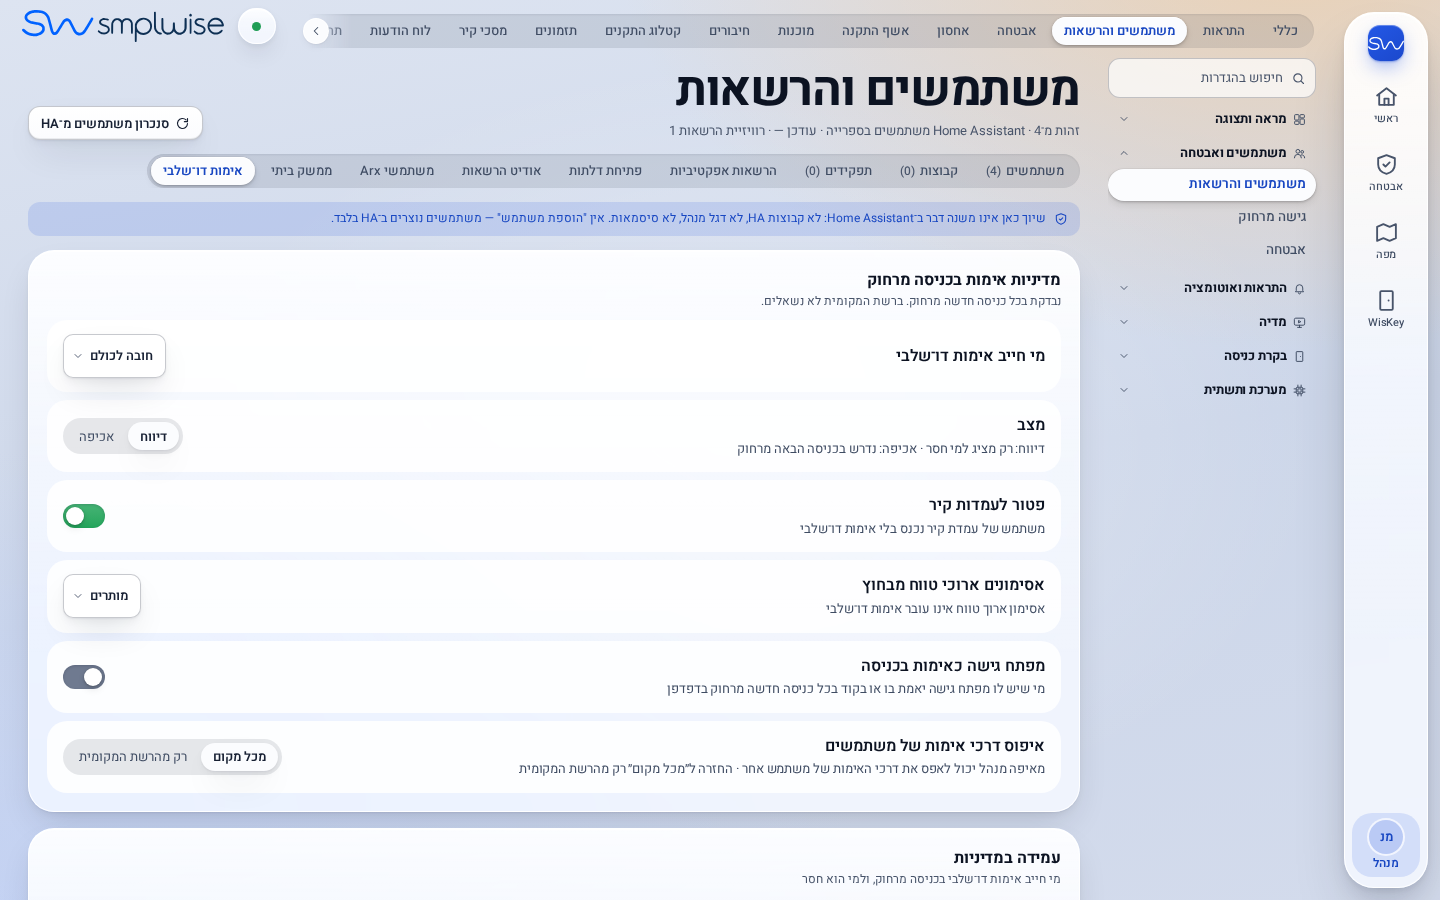 smplwise
כללי
התראות
משתמשים והרשאות
אבטחה
אחסון
אשף התקנה
מוכנות
חיבורים
קטלוג התקנים
תזמונים
מסכי קיר
לוח הודעות
ראשי
אבטחה
מפה
WisKey
מנ
מנהל
חיפוש בהגדרות
מראה ותצוגה
משתמשים ואבטחה
משתמשים והרשאות
גישה מרחוק
אבטחה
התראות ואוטומציה
מדיה
בקרת כניסה
מערכת ותשתית
משתמשים והרשאות
זהות מ־Home Assistant · 4 משתמשים בספרייה · עודכן — · רוויזיית הרשאות 1
סנכרון משתמשים מ־HA
משתמשים (4)
קבוצות (0)
תפקידים (0)
הרשאות אפקטיביות
פתיחת דלתות
אודיט הרשאות
משתמשי Arx
ממשק ביתי
אימות דו־שלבי
שיוך כאן אינו משנה דבר ב־Home Assistant: לא קבוצות HA, לא דגל מנהל, לא סיסמאות. אין "הוספת משתמש" — משתמשים נוצרים ב־HA בלבד.
מדיניות אימות בכניסה מרחוק
נבדקת בכל כניסה חדשה מרחוק. ברשת המקומית לא נשאלים.
מי חייב אימות דו־שלבי
חובה לכולם
מצב
דיווח: רק מציג למי חסר · אכיפה: נדרש בכניסה הבאה מרחוק
דיווח
אכיפה
פטור לעמדות קיר
משתמש של עמדת קיר נכנס בלי אימות דו־שלבי
אסימונים ארוכי טווח מבחוץ
אסימון ארוך טווח אינו עובר אימות דו־שלבי
מותרים
מפתח גישה כאימות בכניסה
מי שיש לו מפתח גישה יאמת בו או בקוד בכל כניסה חדשה מרחוק בדפדפן
איפוס דרכי אימות של משתמשים
מאיפה מנהל יכול לאפס את דרכי האימות של משתמש אחר · החזרה ל"מכל מקום" רק מהרשת המקומית
מכל מקום
רק מהרשת המקומית
עמידה במדיניות
מי חייב אימות דו־שלבי בכניסה מרחוק, ולמי הוא חסר